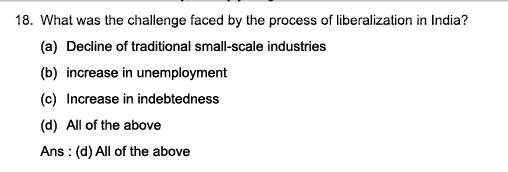 18. What was the challenge faced by the process of liberalization in India?
(a) Decline of traditional small-scale industries
(b) increase in unemployment
(c) Increase in indebtedness
(d) All of the above
Ans : (d) All of the above